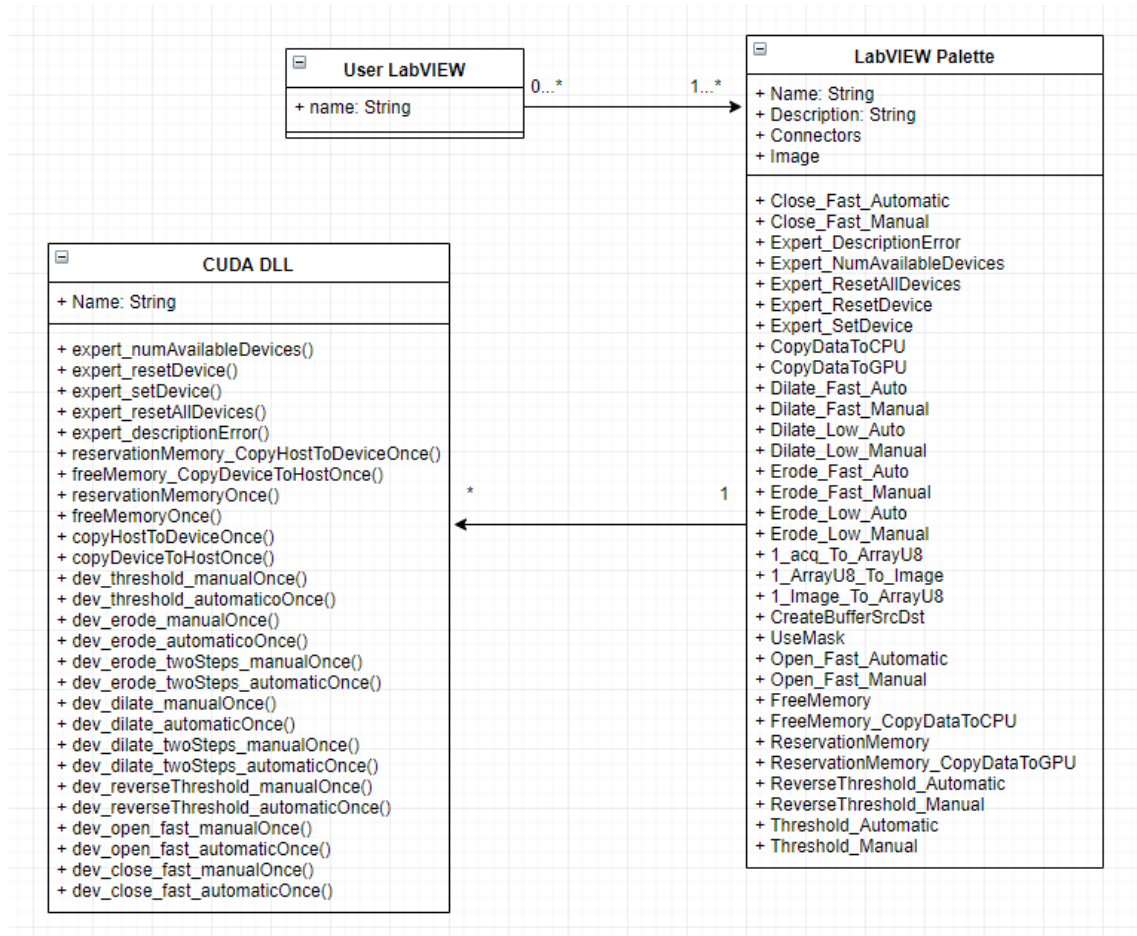 User LabVIEW
+ name: String
0...*
1...*
LabVIEW Palette
+ Name: String
+ Description: String
+ Connectors
+ Image
+ Close_Fast_Automatic
+ Close_Fast_Manual
+ Expert_DescriptionError
+ Expert_NumAvailableDevices
+ Expert_ResetAllDevices
+ Expert_ResetDevice
+ Expert_SetDevice
+ CopyDataToCPU
+ CopyDataToGPU
+ Dilate_Fast_Auto
+ Dilate_Fast_Manual
+ Dilate_Low_Auto
+ Dilate_Low_Manual
+ Erode_Fast_Auto
+ Erode_Fast_Manual
+ Erode_Low_Auto
+ Erode_Low_Manual
+ 1_acq_To_ArrayU8
+ 1_ArrayU8_To_Image
+ 1_Image_To_ArrayU8
+ CreateBufferSrcDst
+ UseMask
+ Open_Fast_Automatic
+ Open_Fast_Manual
+ FreeMemory
+ FreeMemory_CopyDataToCPU
+ ReservationMemory
+ ReservationMemory_CopyDataToGPU
+ ReverseThreshold_Automatic
+ ReverseThreshold_Manual
+ Threshold_Automatic
+ Threshold_Manual
*
1
CUDA DLL
+ Name: String
+ expert_numAvailableDevices()
+ expert_resetDevice()
+ expert_setDevice()
+ expert_resetAllDevices()
+ expert_descriptionError()
+ reservationMemory_CopyHostToDeviceOnce()
+ freeMemory_CopyDeviceToHostOnce()
+ reservationMemoryOnce()
+ freeMemoryOnce()
+ copyHostToDeviceOnce()
+ copyDeviceToHostOnce()
+ dev_threshold_manualOnce()
+ dev_threshold_automaticoOnce()
+ dev_erode_manualOnce()
+ dev_erode_automaticoOnce()
+ dev_erode_twoSteps_manualOnce()
+ dev_erode_twoSteps_automaticOnce()
+ dev_dilate_manualOnce()
+ dev_dilate_automaticOnce()
+ dev_dilate_twoSteps_manualOnce()
+ dev_dilate_twoSteps_automaticOnce()
+ dev_reverseThreshold_manualOnce()
+ dev_reverseThreshold_automaticOnce()
+ dev_open_fast_manualOnce()
+ dev_open_fast_automaticOnce()
+ dev_close_fast_manualOnce()
+ dev_close_fast_automaticOnce()